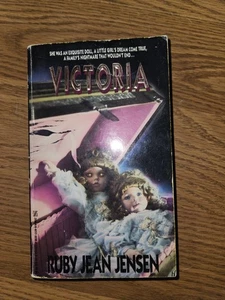 SHE WAS AN EXQUISITE DOLL, A LITTLE GIRL'S DREAM COME TRUE,
A FAMILY'S NIGHTMARE THAT WOULDN'T END...
VICTORIA
RUBY JEAN JENSEN